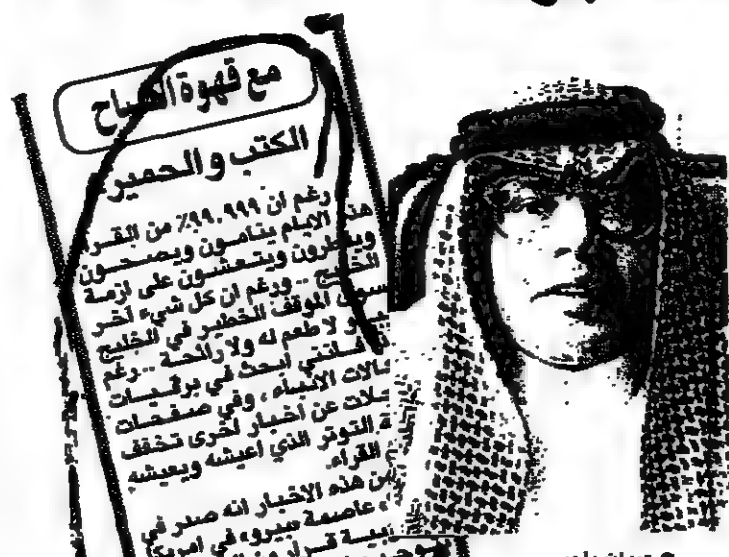 مع قهوة الصباح
الكتب والحمير
رغم ان ٩٩,٩٩٩٪ من القراء
هذه الايام ينامون ويصحون
ويفطرون ويتعشون على ازمة
الخليج .. ورغم ان كل شيء آخر
سوى الموقف الخطير في الخليج
و لا طعم له ولا رائحة .. رغم
فانني ابحث في برقيات
الانباء ، وفي صفحات
عن اخبار اخرى تخفف
التوتر الذي اعيشه ويعيشه
القراء.
من هذه الاخبار انه صدر في
عاصمة بيرو، في امريكا
قرار